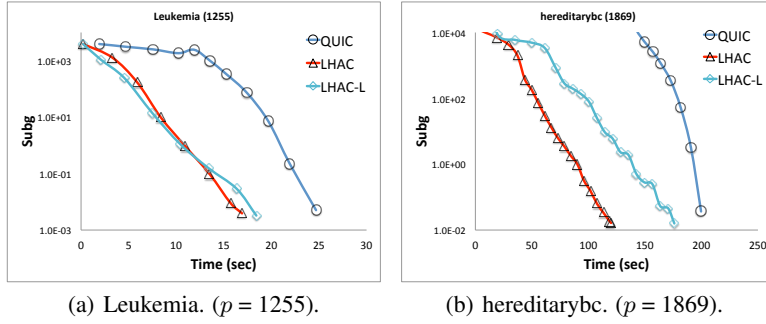 Leukemia (1255)
1.0E+03
1.0E+01
1.0E-01
1.0E-03
Subg
0 5 10 15 20 25 30
Time (sec)
QUIC
LHAC
LHAC-L
(a) Leukemia. (p = 1255).
hereditarybc (1869)
1.0E+04
1.0E+02
1.0E+00
1.0E-02
Subg
0 50 100 150 200 250
Time (sec)
QUIC
LHAC
LHAC-L
(b) hereditarybc. (p = 1869).